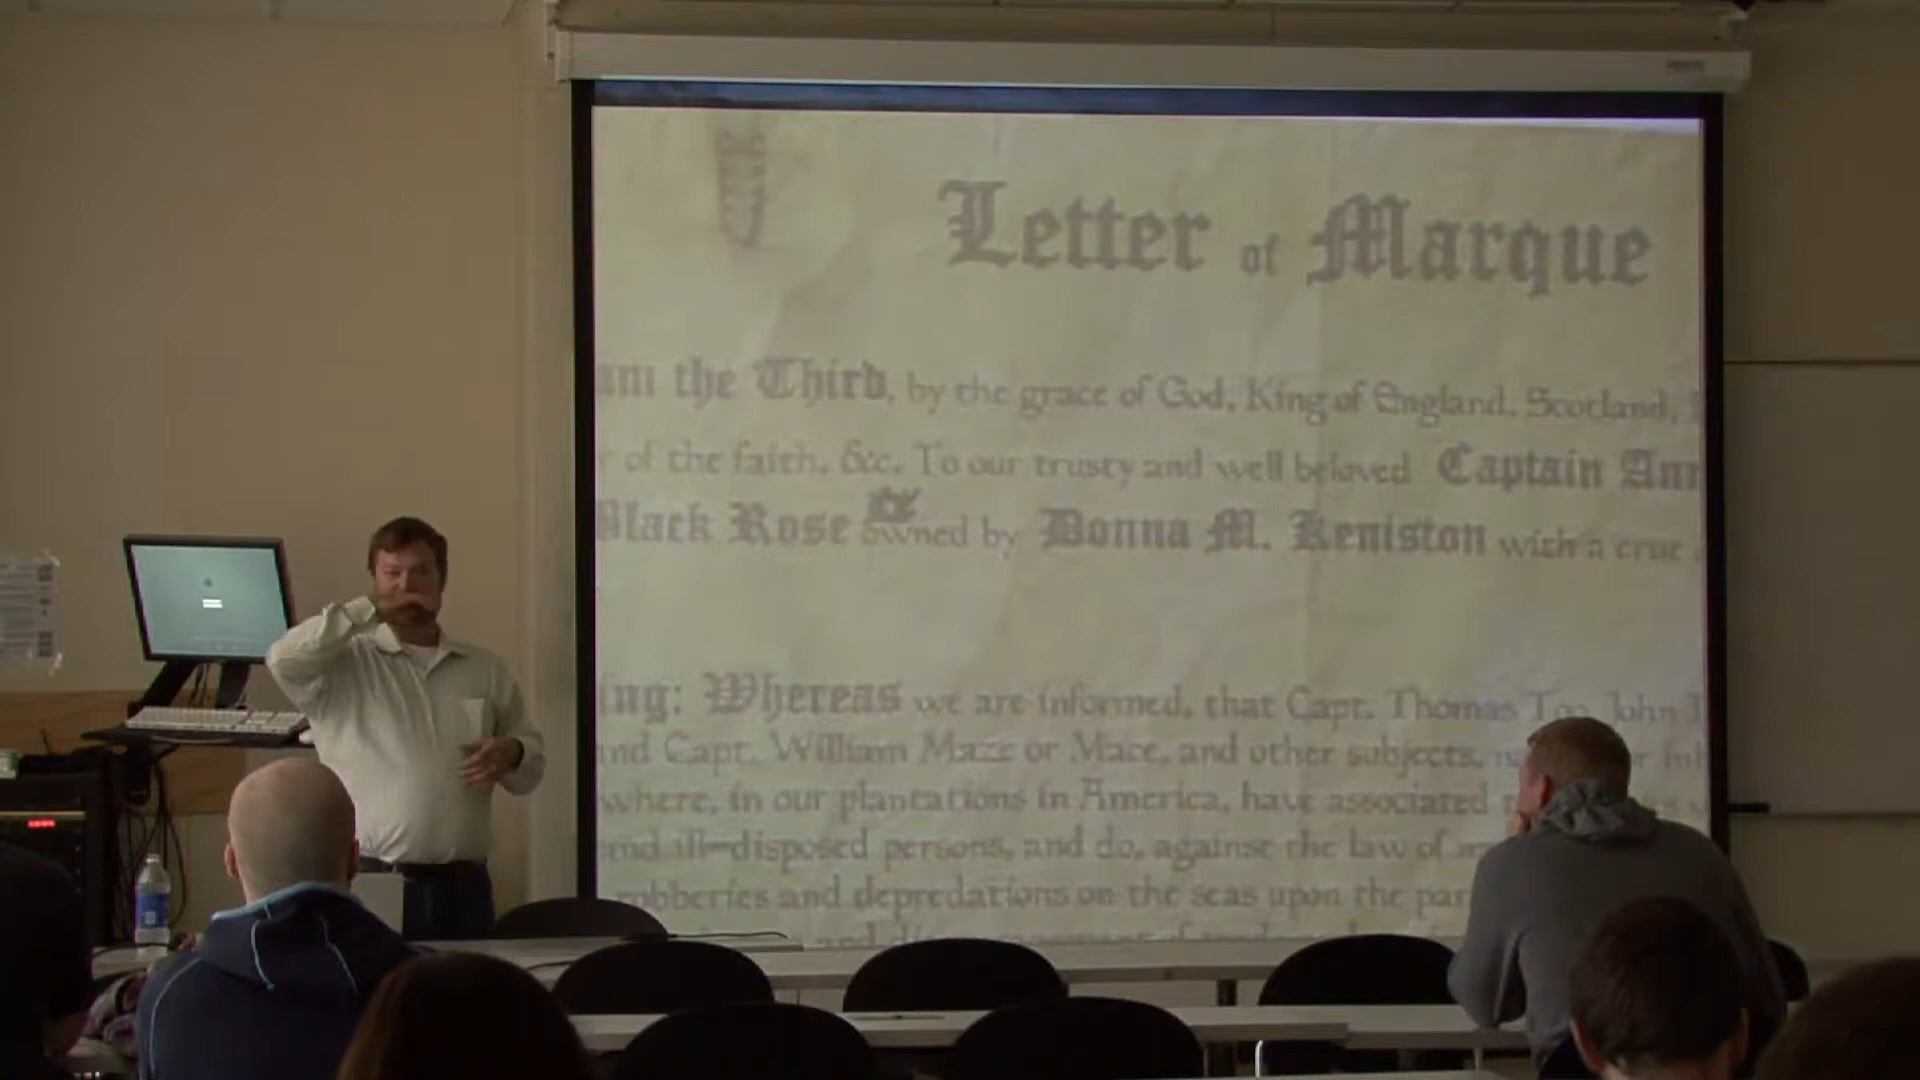 Letter of Marque
the Third, by the grace of God, King of England, Scotland,
of the faith, &c. To our trusty and well beloved Captain Ann
Black Rose owned by Donna M. Keniston with a crue
ing: Whereas we are informed, that Capt. Thomas Too, John
and Capt. William Maze or Mace, and other subjects,
where, in our plantations in America, have associated
and ill-disposed persons, and do, against the law of
robberies and depredations on the seas upon the